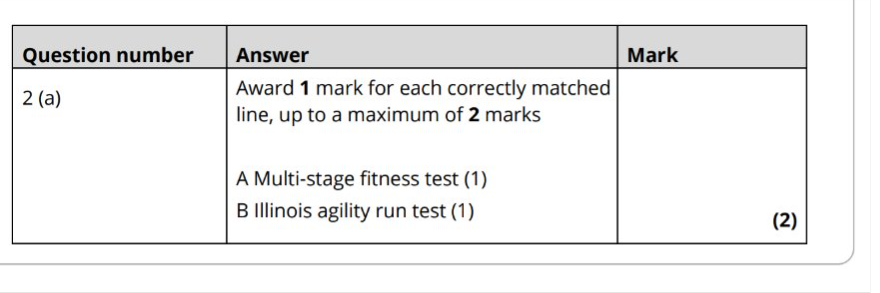 Question number Answer Mark
2 (a)
Award 1 mark for each correctly matched
line, up to a maximum of 2 marks
A Multi-stage fitness test (1)
B Illinois agility run test (1)
(2)